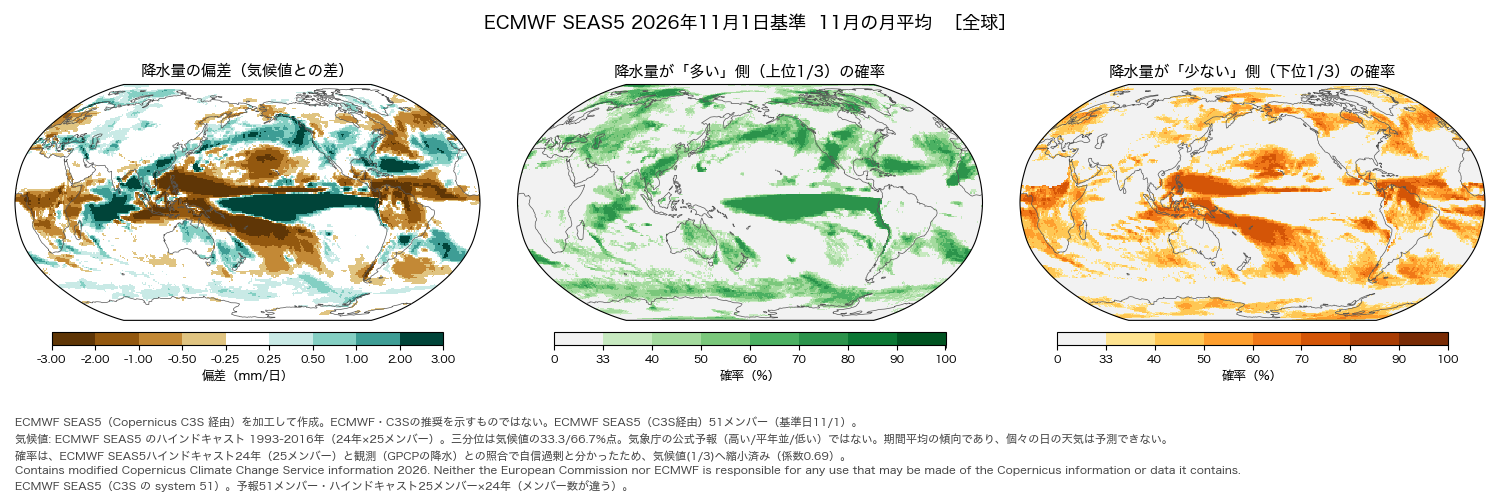 ECMWF SEAS5 2026年11月1日基準 11月の月平均 ［全球］
降水量の偏差（気候値との差）
降水量が「多い」側（上位1/3）の確率
降水量が「少ない」側（下位1/3）の確率
-3.00 -2.00 -1.00 -0.50 -0.25 0.25 0.50 1.00 2.00 3.00
偏差（mm/日）
0 33 40 50 60 70 80 90 100
確率（%）
0 33 40 50 60 70 80 90 100
確率（%）
ECMWF SEAS5（Copernicus C3S 経由）を加工して作成。ECMWF・C3Sの推奨を示すものではない。ECMWF SEAS5（C3S経由）51メンバー（基準日11/1）。
気候値: ECMWF SEAS5 のハインドキャスト 1993-2016年（24年×25メンバー）。三分位は気候値の33.3/66.7%点。気象庁の公式予報（高い/平年並/低い）ではない。期間平均の傾向であり、個々の日の天気は予測できない。
確率は、ECMWF SEAS5ハインドキャスト24年（25メンバー）と観測（GPCPの降水）との照合で自信過剰と分かったため、気候値(1/3)へ縮小済み（係数0.69）。
Contains modified Copernicus Climate Change Service information 2026. Neither the European Commission nor ECMWF is responsible for any use that may be made of the Copernicus information or data it contains.
ECMWF SEAS5（C3S の system 51）。予報51メンバー・ハインドキャスト25メンバー×24年（メンバー数が違う）。